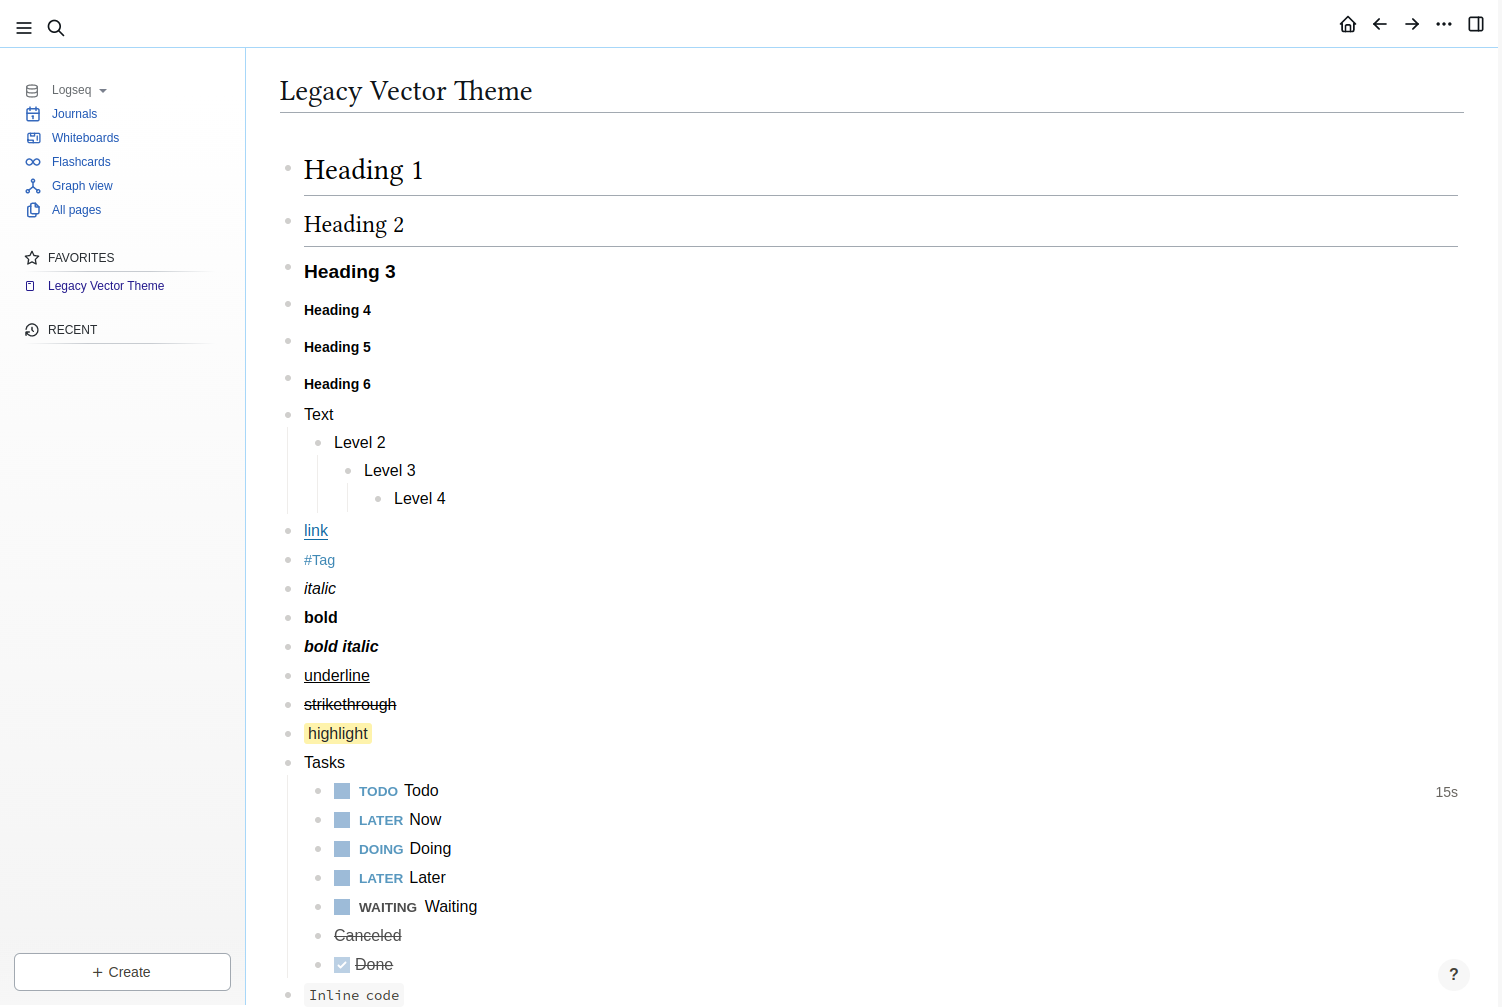 Logseq
Journals
Whiteboards
Flashcards
Graph view
All pages
FAVORITES
Legacy Vector Theme
RECENT
+ Create
Legacy Vector Theme
Heading 1
Heading 2
Heading 3
Heading 4
Heading 5
Heading 6
Text
Level 2
Level 3
Level 4
link
#Tag
italic
bold
bold italic
underline
strikethrough
highlight
Tasks
TODO Todo 15s
LATER Now
DOING Doing
LATER Later
WAITING Waiting
Canceled
Done
Inline code
?